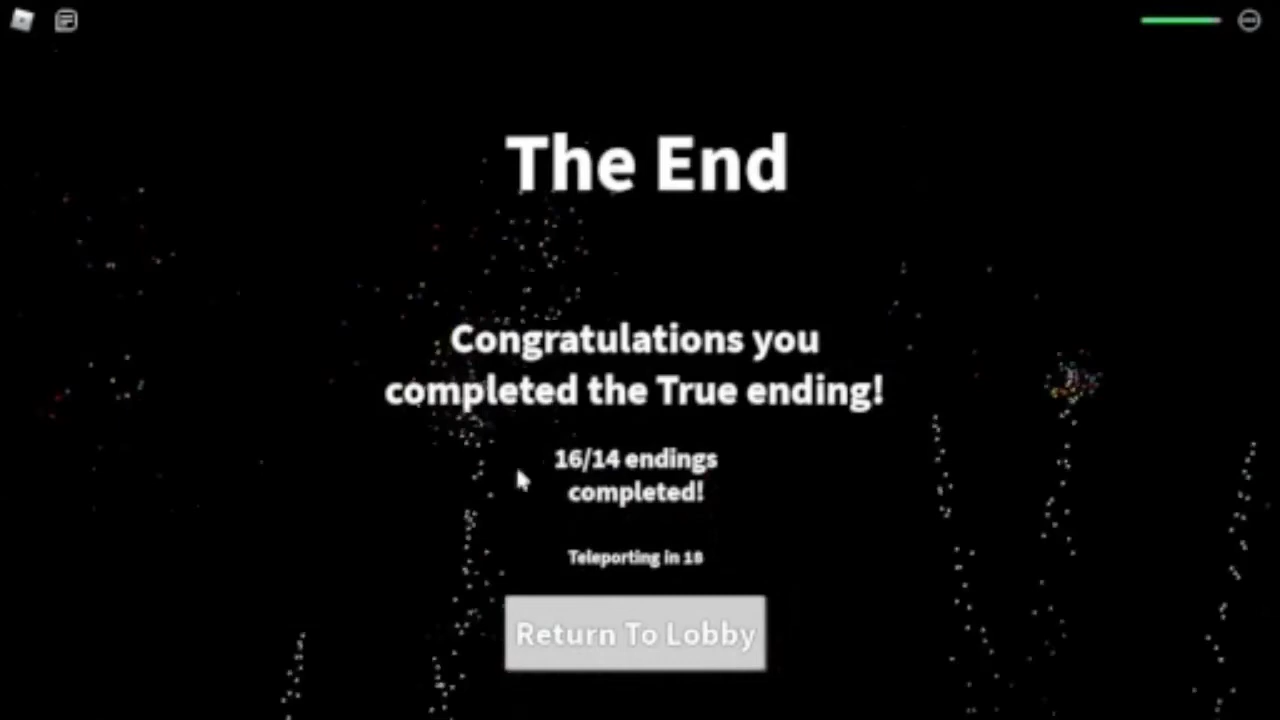 The End
Congratulations you
completed the True ending!
16/14 endings
completed!
Teleporting in 18
Return To Lobby